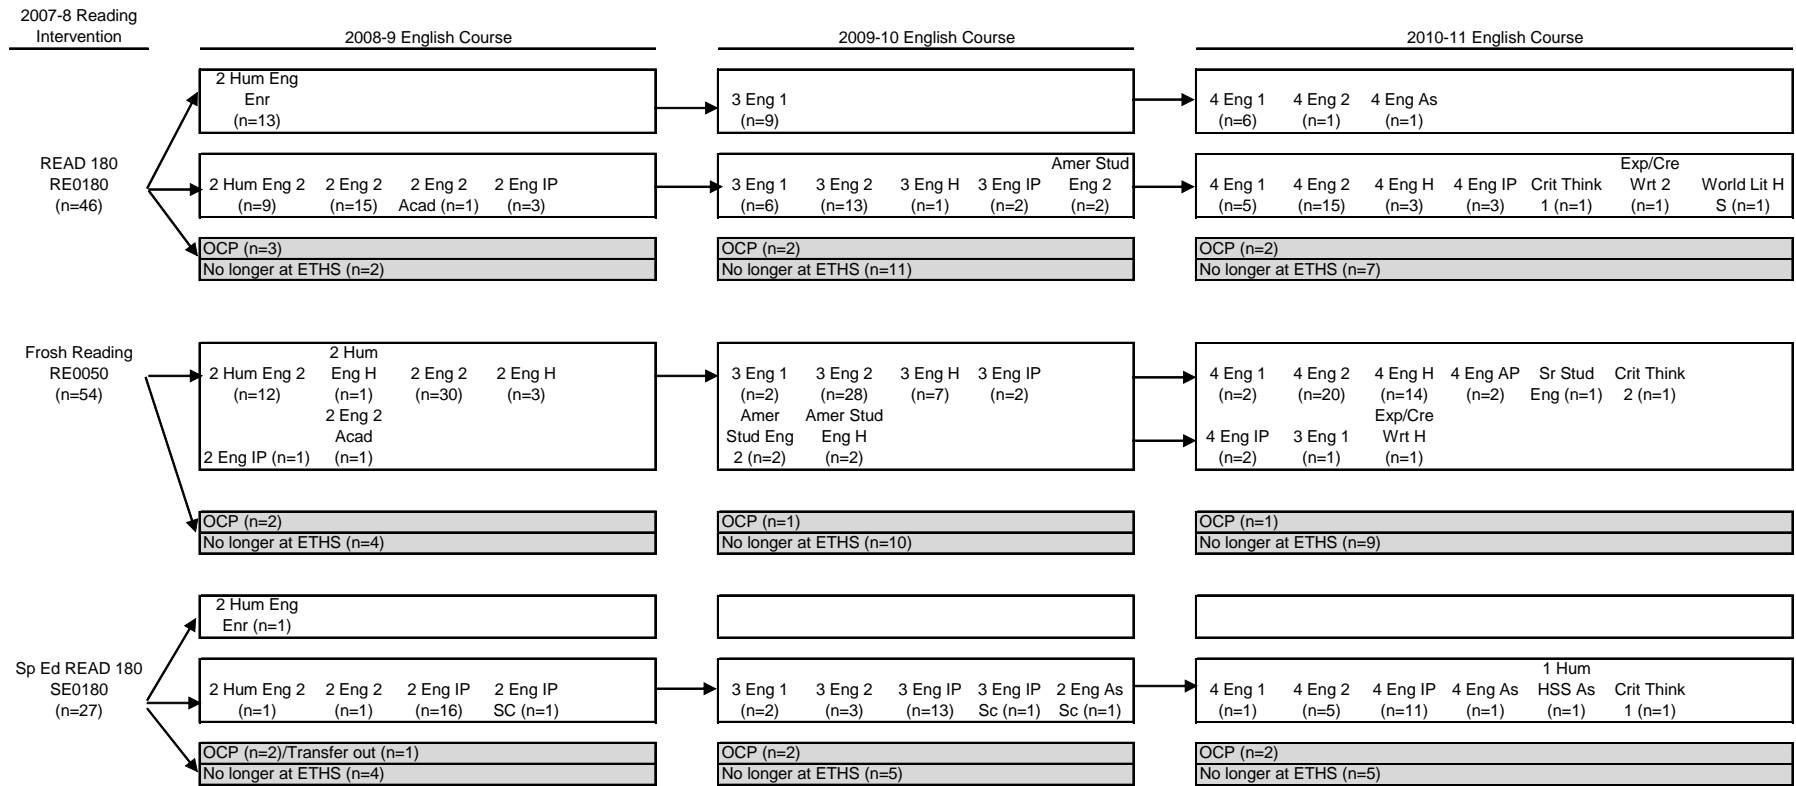 2007-8 Reading
Intervention
2008-9 English Course
2009-10 English Course
2010-11 English Course
READ 180
RE0180
(n=46)
2 Hum Eng
Enr
(n=13)
3 Eng 1
(n=9)
4 Eng 1 4 Eng 2 4 Eng As
(n=6) (n=1) (n=1)
2 Hum Eng 2 2 Eng 2 2 Eng 2 2 Eng IP
(n=9) (n=15) Acad (n=1) (n=3)
Amer Stud
3 Eng 1 3 Eng 2 3 Eng H 3 Eng IP Eng 2
(n=6) (n=13) (n=1) (n=2) (n=2)
Exp/Cre
4 Eng 1 4 Eng 2 4 Eng H 4 Eng IP Crit Think Wrt 2 World Lit H
(n=5) (n=15) (n=3) (n=3) 1 (n=1) (n=1) S (n=1)
OCP (n=3)
No longer at ETHS (n=2)
OCP (n=2)
No longer at ETHS (n=11)
OCP (n=2)
No longer at ETHS (n=7)
Frosh Reading
RE0050
(n=54)
2 Hum
2 Hum Eng 2 Eng H 2 Eng 2 2 Eng H
(n=12) (n=1) (n=30) (n=3)
2 Eng 2
Acad
2 Eng IP (n=1) (n=1)
3 Eng 1 3 Eng 2 3 Eng H 3 Eng IP
(n=2) (n=28) (n=7) (n=2)
Amer Amer Stud
Stud Eng Eng H
2 (n=2) (n=2)
4 Eng 1 4 Eng 2 4 Eng H 4 Eng AP Sr Stud Crit Think
(n=2) (n=20) (n=14) (n=2) Eng (n=1) 2 (n=1)
Exp/Cre
4 Eng IP 3 Eng 1 Wrt H
(n=2) (n=1) (n=1)
OCP (n=2)
No longer at ETHS (n=4)
OCP (n=1)
No longer at ETHS (n=10)
OCP (n=1)
No longer at ETHS (n=9)
Sp Ed READ 180
SE0180
(n=27)
2 Hum Eng
Enr (n=1)
2 Hum Eng 2 2 Eng 2 2 Eng IP 2 Eng IP
(n=1) (n=1) (n=16) SC (n=1)
3 Eng 1 3 Eng 2 3 Eng IP 3 Eng IP 2 Eng As
(n=2) (n=3) (n=13) Sc (n=1) Sc (n=1)
1 Hum
4 Eng 1 4 Eng 2 4 Eng IP 4 Eng As HSS As Crit Think
(n=1) (n=5) (n=11) (n=1) (n=1) 1 (n=1)
OCP (n=2)/Transfer out (n=1)
No longer at ETHS (n=4)
OCP (n=2)
No longer at ETHS (n=5)
OCP (n=2)
No longer at ETHS (n=5)